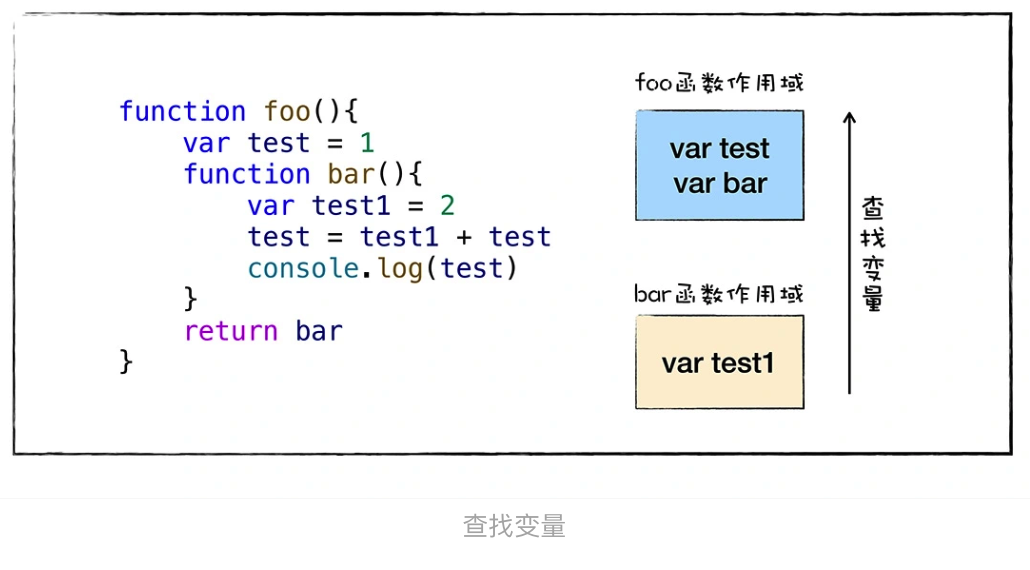 function foo(){
    var test = 1
    function bar(){
        var test1 = 2
        test = test1 + test
        console.log(test)
    }
    return bar
}
foo函数作用域
var test
var bar
bar函数作用域
var test1
查找变量
查找变量